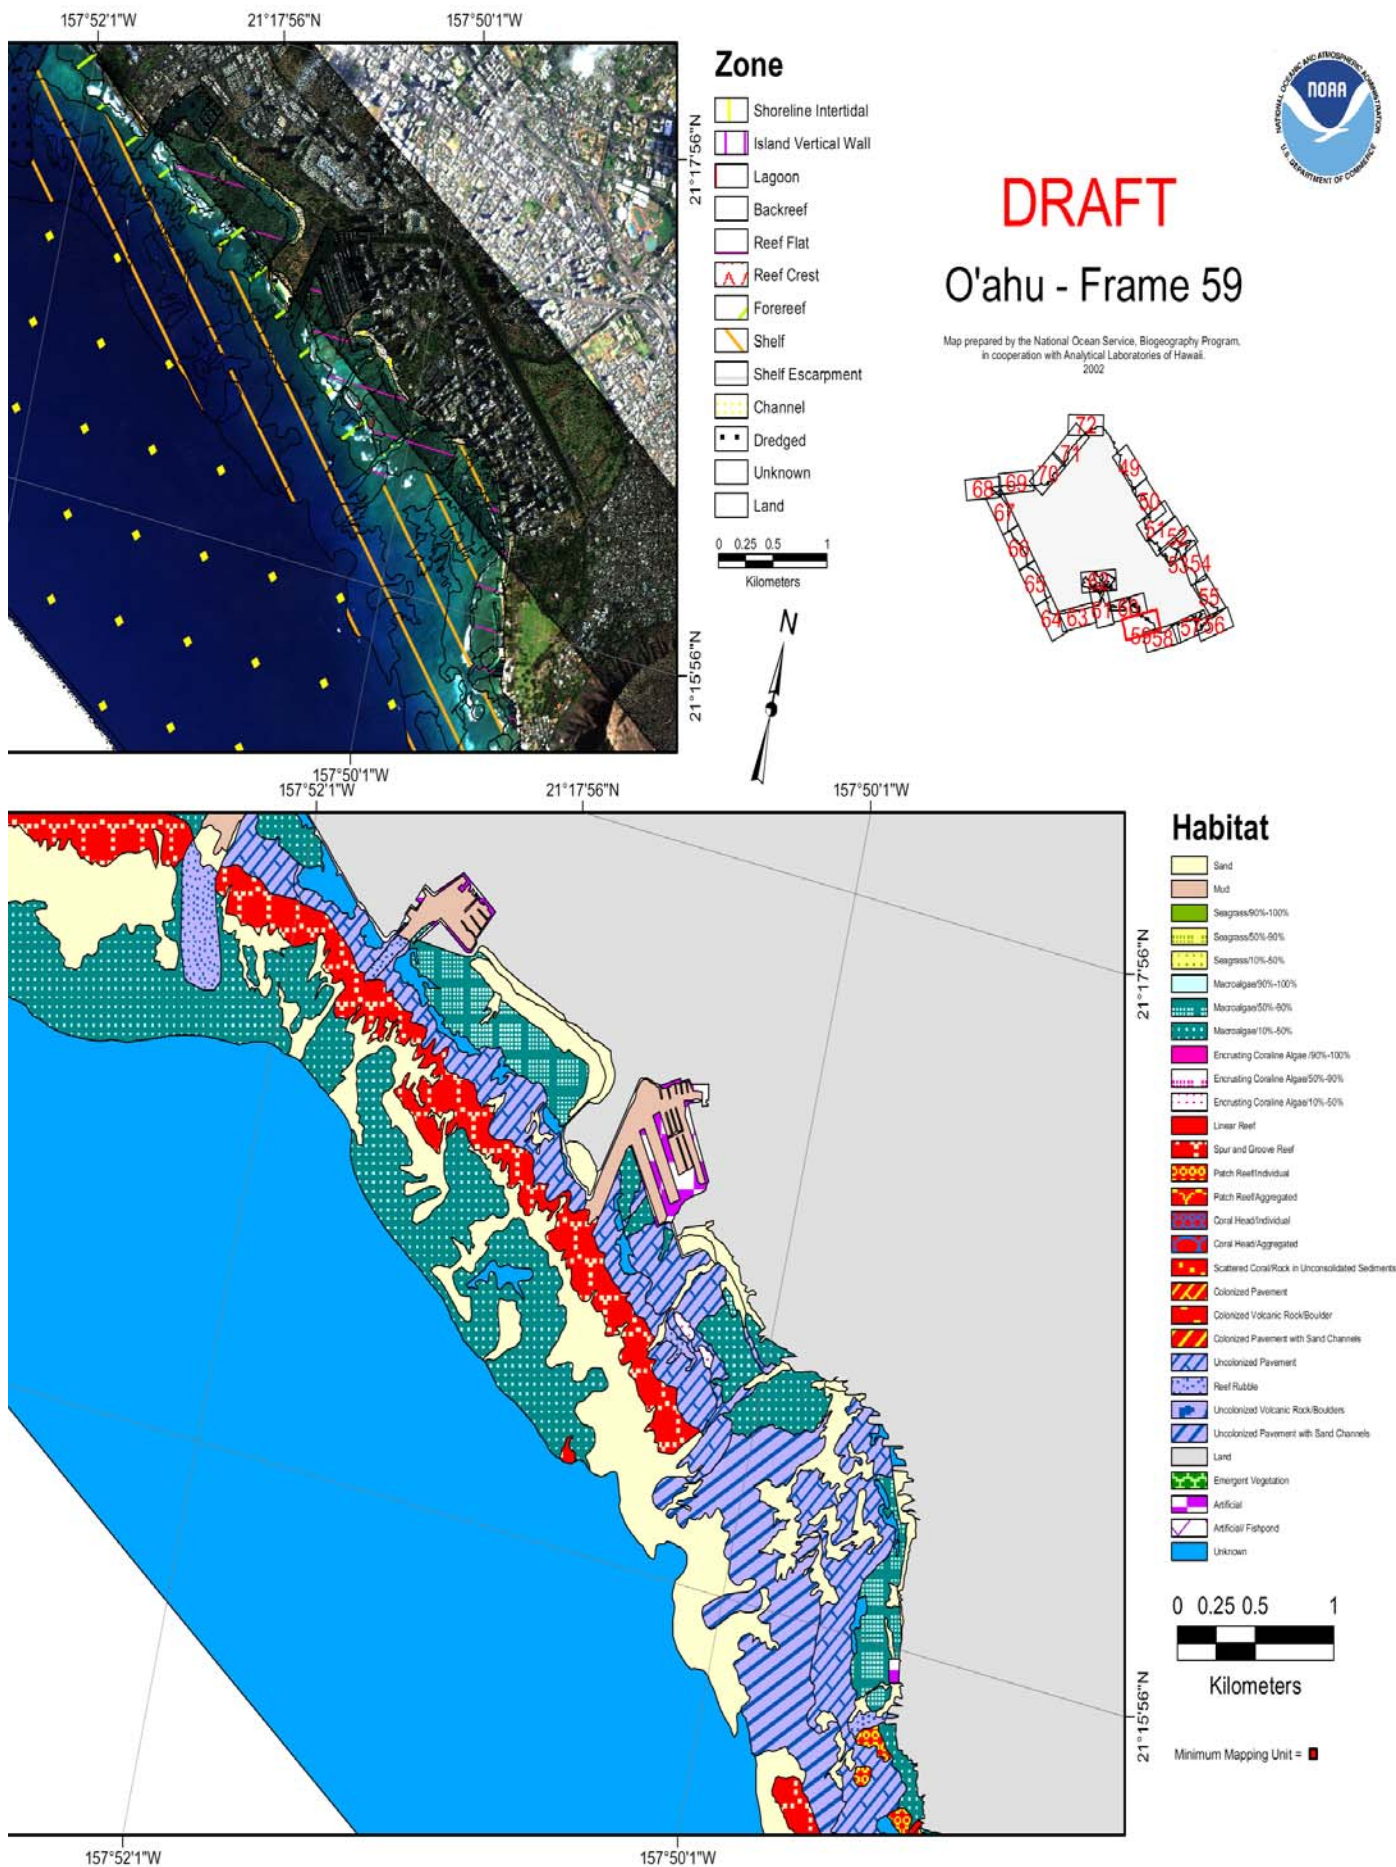 157°52'1"W
21°17'56"N
157°50'1"W
21°17'56"N
21°15'56"N
157°50'1"W
Zone
Shoreline Intertidal
Island Vertical Wall
Lagoon
Backreef
Reef Flat
Reef Crest
Forereef
Shelf
Shelf Escarpment
Channel
Dredged
Unknown
Land
0 0.25 0.5 1
Kilometers
N
NATIONAL OCEANIC AND ATMOSPHERIC ADMINISTRATION
NOAA
U.S. DEPARTMENT OF COMMERCE
DRAFT
O'ahu - Frame 59
Map prepared by the National Ocean Service, Biogeography Program,
in cooperation with Analytical Laboratories of Hawaii.
2002
72
71
70
69
68
67
66
65
64
63
61
49
50
51
52
53
54
55
56
57
58
59
157°52'1"W
21°17'56"N
157°50'1"W
21°17'56"N
21°15'56"N
157°52'1"W
157°50'1"W
Habitat
Sand
Mud
Seagrass/90%-100%
Seagrass/50%-90%
Seagrass/10%-50%
Macroalgae/90%-100%
Macroalgae/50%-90%
Macroalgae/10%-50%
Encrusting Coraline Algae /90%-100%
Encrusting Coraline Algae/50%-90%
Encrusting Coraline Algae/10%-50%
Linear Reef
Spur and Groove Reef
Patch Reef/Individual
Patch Reef/Aggregated
Coral Head/Individual
Coral Head/Aggregated
Scattered Coral/Rock in Unconsolidated Sediments
Colonized Pavement
Colonized Volcanic Rock/Boulder
Colonized Pavement with Sand Channels
Uncolonized Pavement
Reef Rubble
Uncolonized Volcanic Rock/Boulders
Uncolonized Pavement with Sand Channels
Land
Emergent Vegetation
Artificial
Artificial/ Fishpond
Unknown
0 0.25 0.5 1
Kilometers
Minimum Mapping Unit =